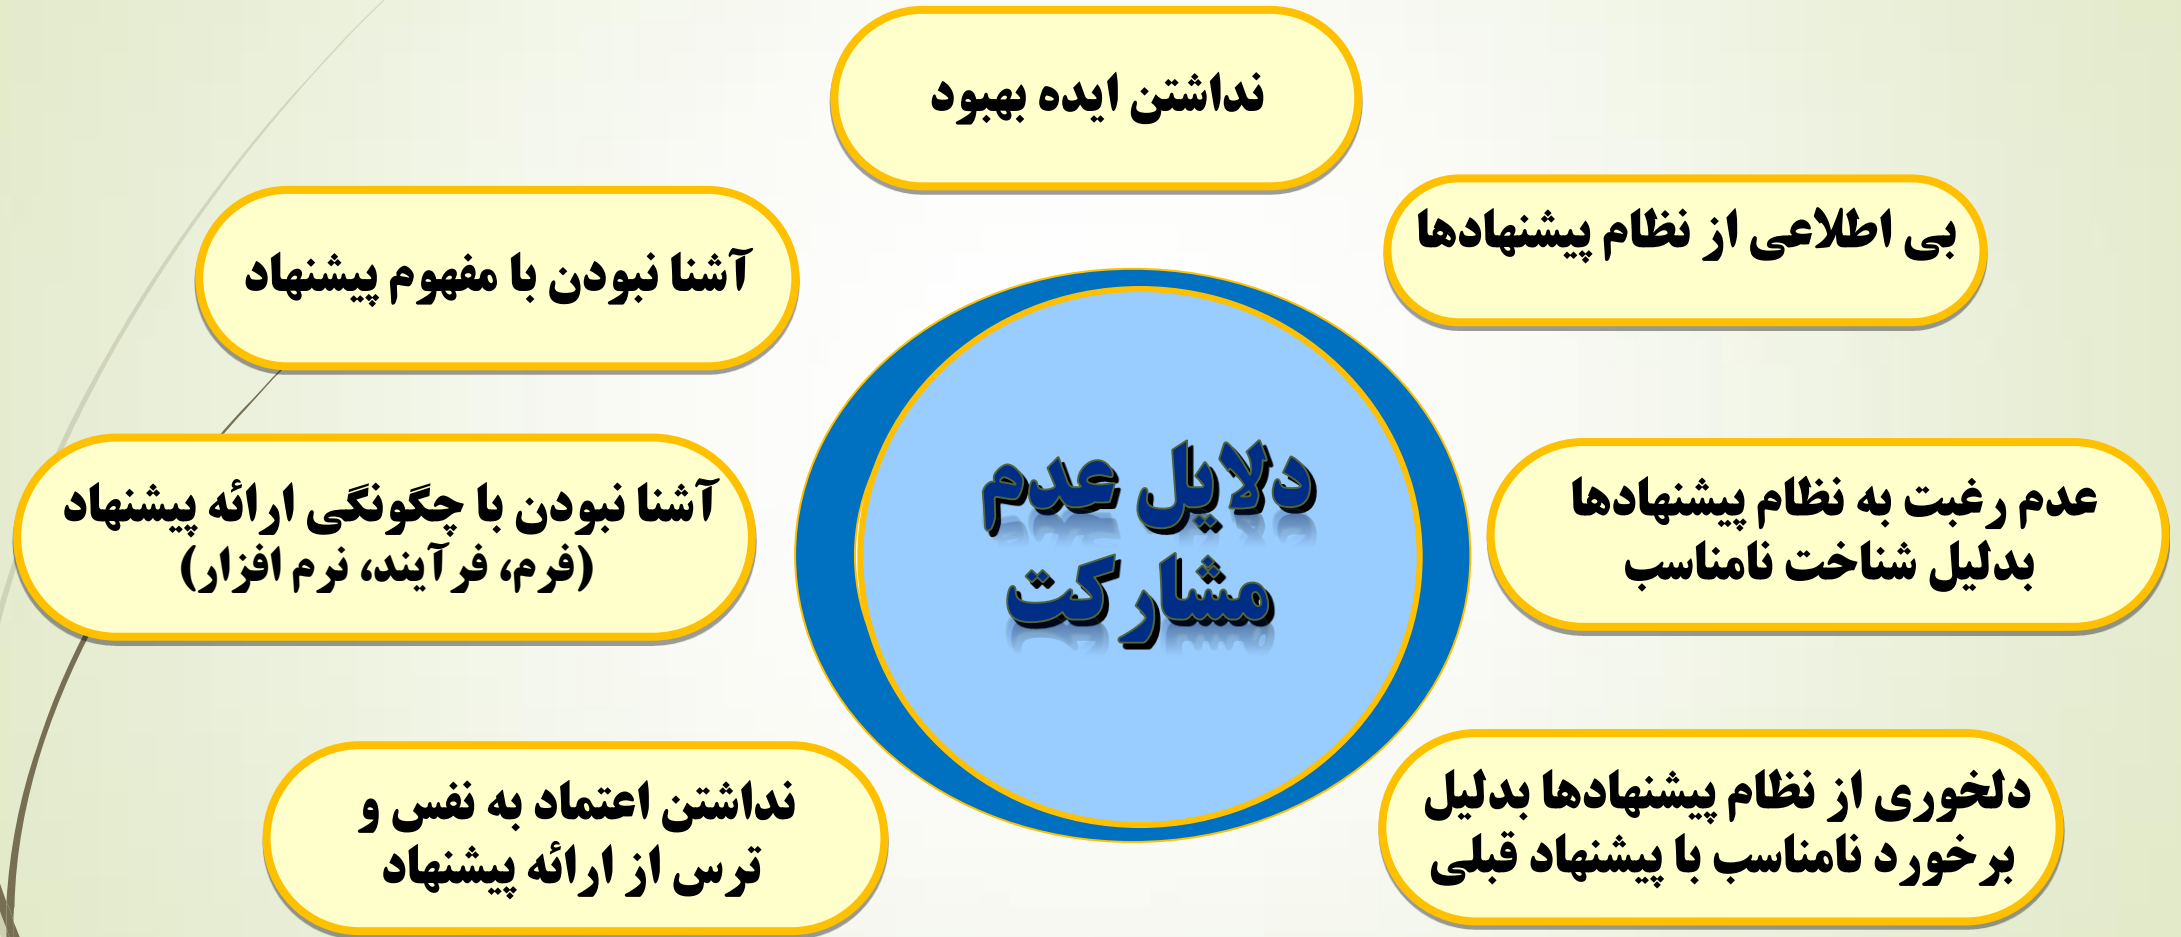 نداشتن ایده بهبود
بی اطلاعی از نظام پیشنهادها
آشنا نبودن با مفهوم پیشنهاد
دلایل عدم
مشارکت
عدم رغبت به نظام پیشنهادها
بدلیل شناخت نامناسب
آشنا نبودن با چگونگی ارائه پیشنهاد
(فرم، فرآیند، نرم افزار)
دلخوری از نظام پیشنهادها بدلیل
برخورد نامناسب با پیشنهاد قبلی
نداشتن اعتماد به نفس و
ترس از ارائه پیشنهاد